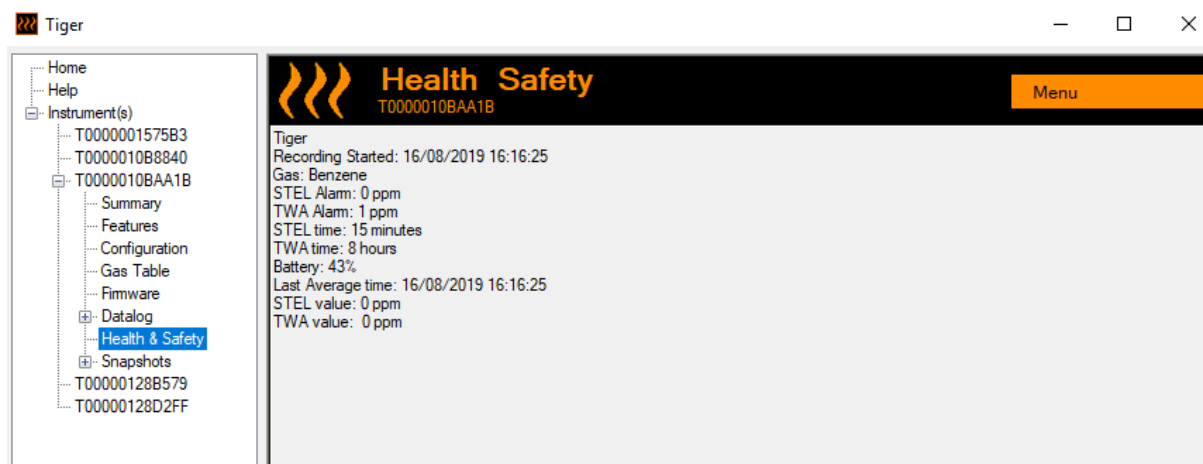 Tiger
Home
Help
Instrument(s)
T0000001575B3
T0000010B8840
T0000010BAA1B
Summary
Features
Configuration
Gas Table
Firmware
Datalog
Health & Safety
Snapshots
T00000128B579
T00000128D2FF
Health Safety
T0000010BAA1B
Menu
Tiger
Recording Started: 16/08/2019 16:16:25
Gas: Benzene
STEL Alarm: 0 ppm
TWA Alarm: 1 ppm
STEL time: 15 minutes
TWA time: 8 hours
Battery: 43%
Last Average time: 16/08/2019 16:16:25
STEL value: 0 ppm
TWA value: 0 ppm